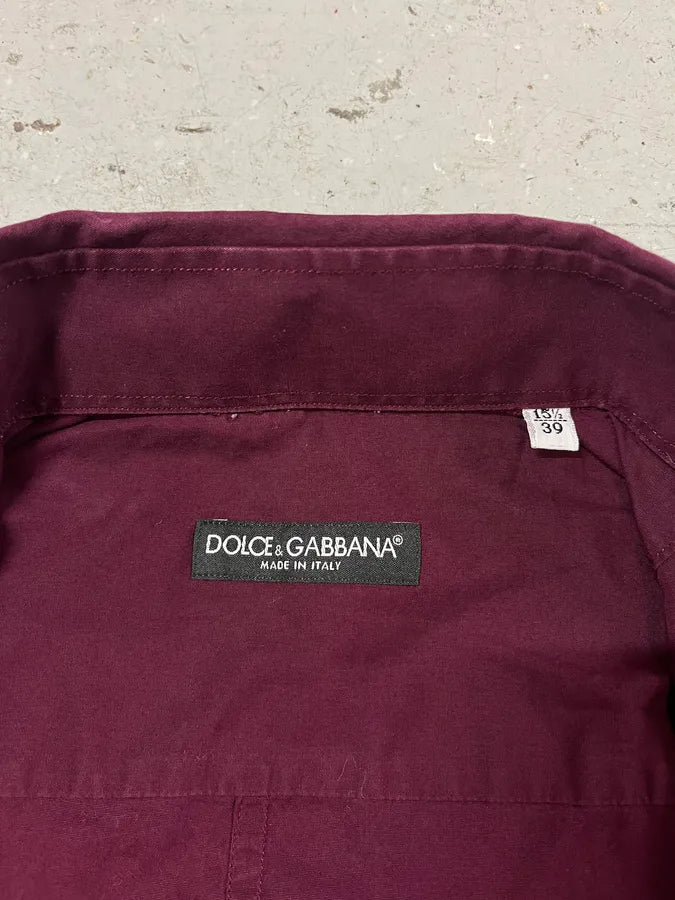 15½
39
DOLCE & GABBANA®
MADE IN ITALY